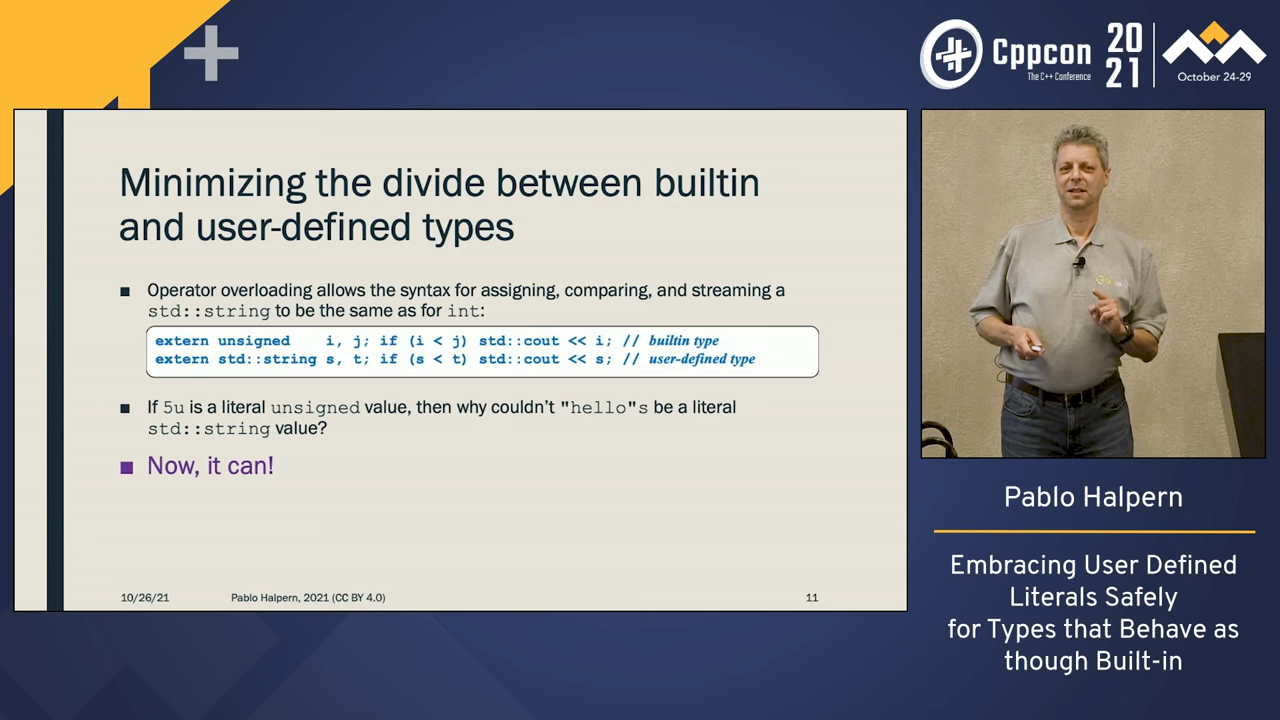 Cppcon
The C++ Conference
20
21
October 24-29
Minimizing the divide between builtin
and user-defined types
■ Operator overloading allows the syntax for assigning, comparing, and streaming a
std::string to be the same as for int:
extern unsigned    i, j; if (i < j) std::cout << i; // builtin type
extern std::string s, t; if (s < t) std::cout << s; // user-defined type
■ If 5u is a literal unsigned value, then why couldn’t "hello"s be a literal
std::string value?
■ Now, it can!
10/26/21
Pablo Halpern, 2021 (CC BY 4.0)
11
Pablo Halpern
Embracing User Defined
Literals Safely
for Types that Behave as
though Built-in